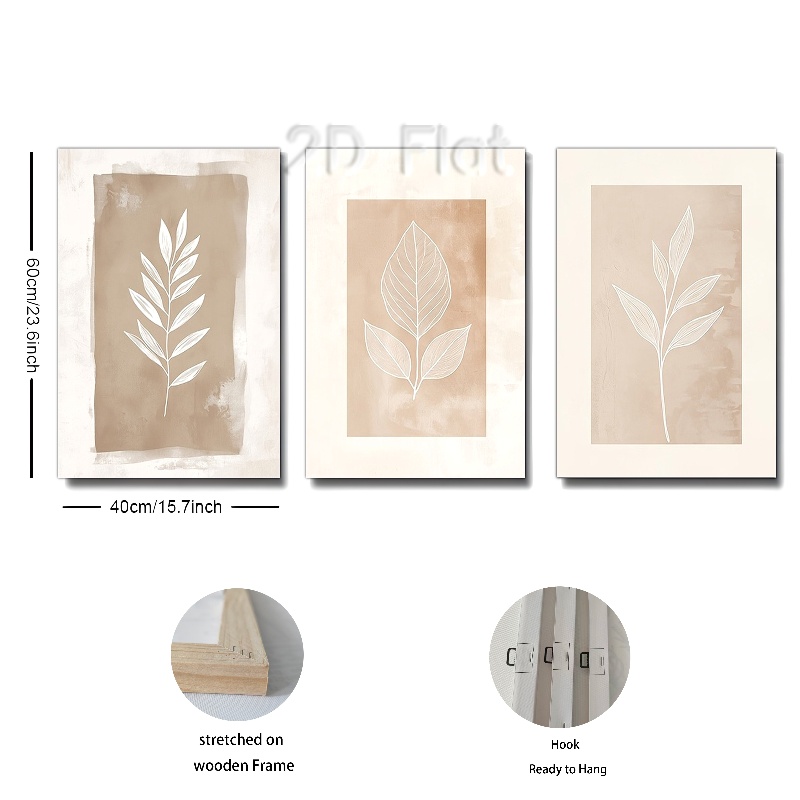 2D Flat
60cm/23.6inch
40cm/15.7inch
stretched on
wooden Frame
Hook
Ready to Hang